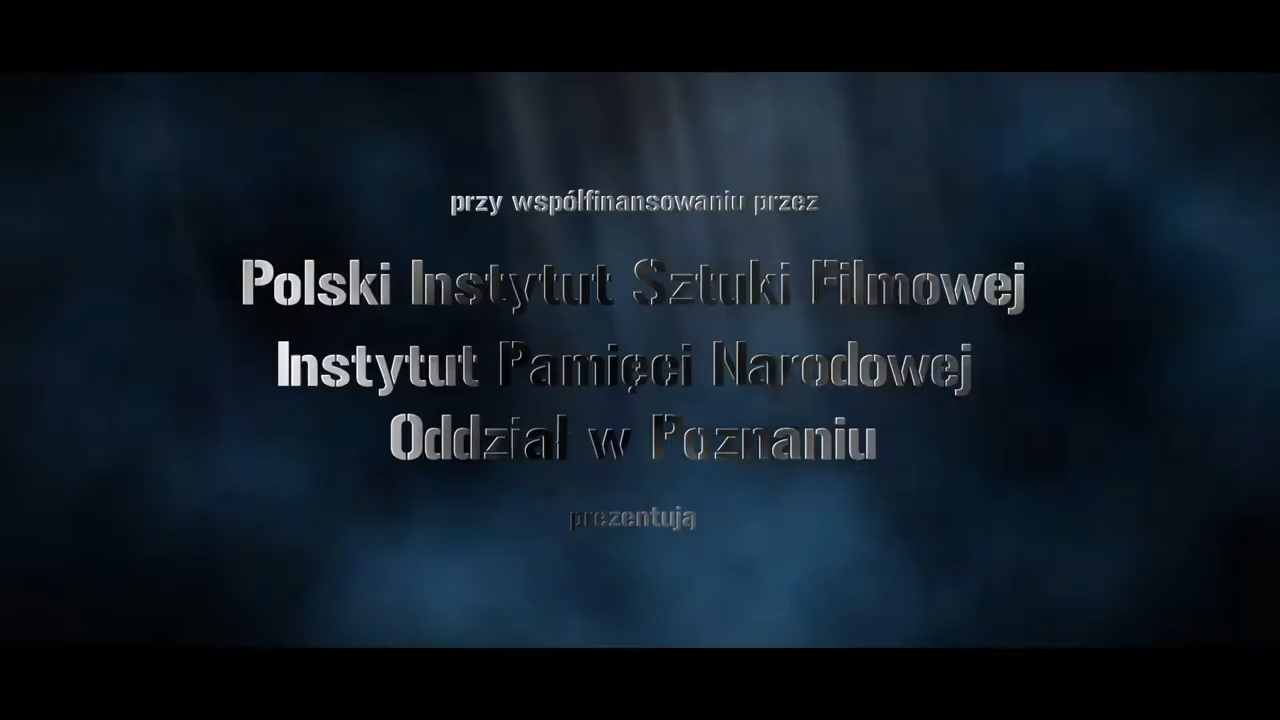 przy współfinansowaniu przez
Polski Instytut Sztuki Filmowej
Instytut Pamięci Narodowej
Oddział w Poznaniu
prezentują